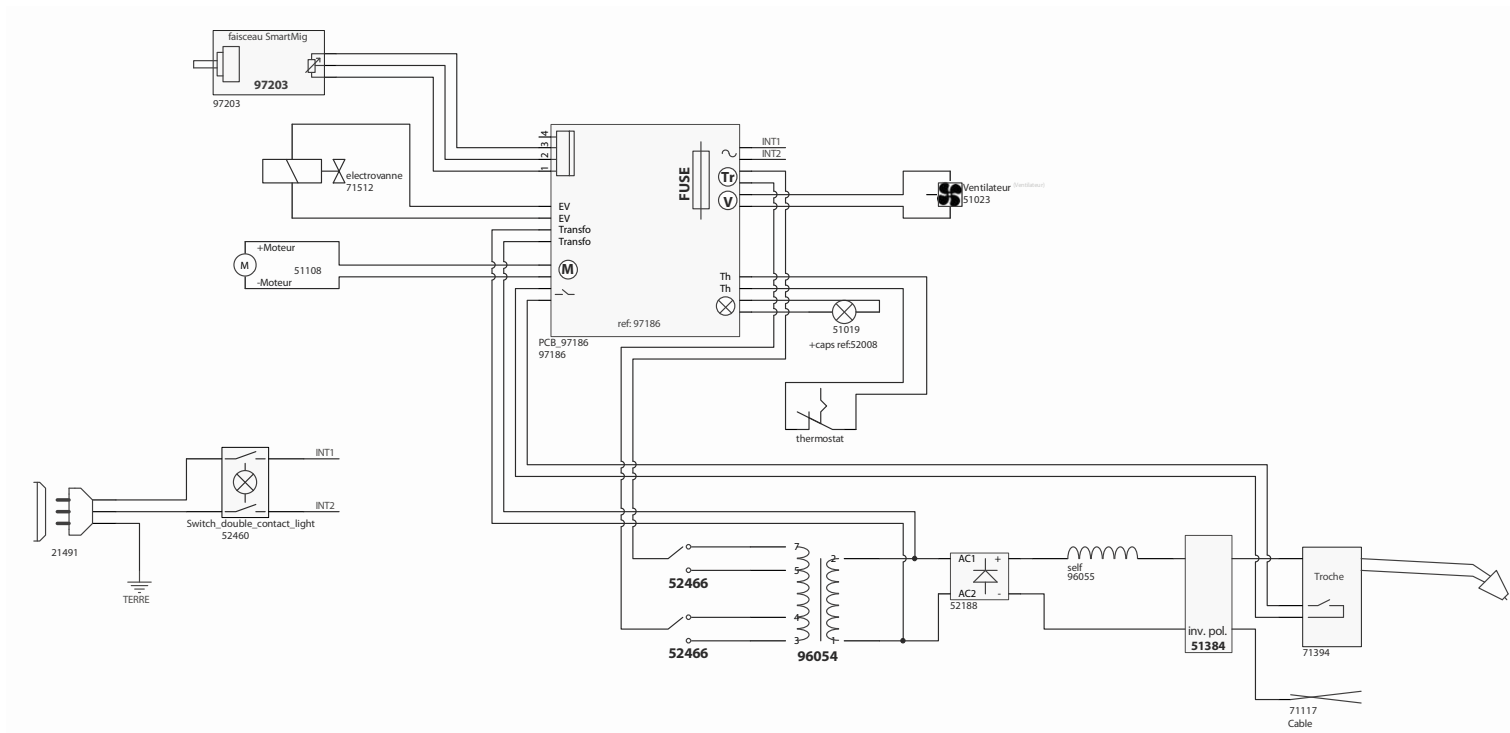 faisceau SmartMig
97203
97203
4
3
2
1
electrovanne
71512
+Moteur
M
51108
-Moteur
EV
EV
Transfo
Transfo
M
FUSE
Tr
V
INT1
INT2
Th
Th
ref: 97186
PCB_97186
97186
Ventilateur (Ventilateur)
51023
51019
+caps ref:52008
thermostat
INT1
INT2
Switch_double_contact_light
52460
21491
TERRE
52466
52466
7
5
4
3
2
1
96054
AC1 +
AC2 -
52188
self
96055
inv. pol.
51384
Troche
71394
71117
Cable